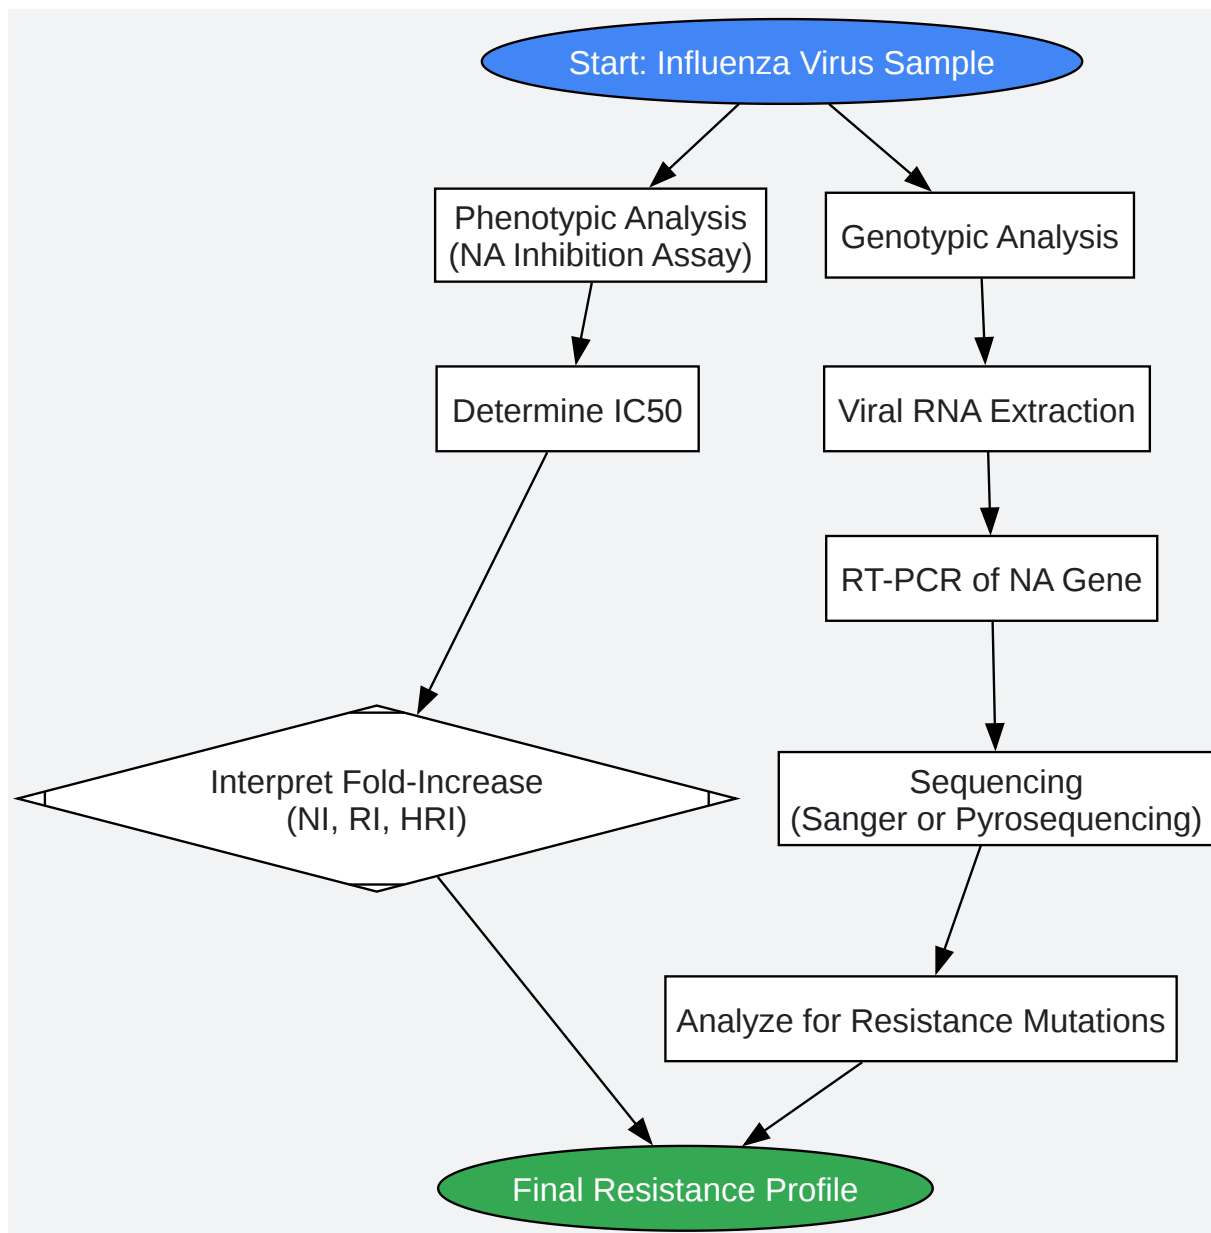 Start: Influenza Virus Sample
Phenotypic Analysis
(NA Inhibition Assay)
Genotypic Analysis
Determine IC50
Viral RNA Extraction
RT-PCR of NA Gene
Interpret Fold-Increase
(NI, RI, HRI)
Sequencing
(Sanger or Pyrosequencing)
Analyze for Resistance Mutations
Final Resistance Profile